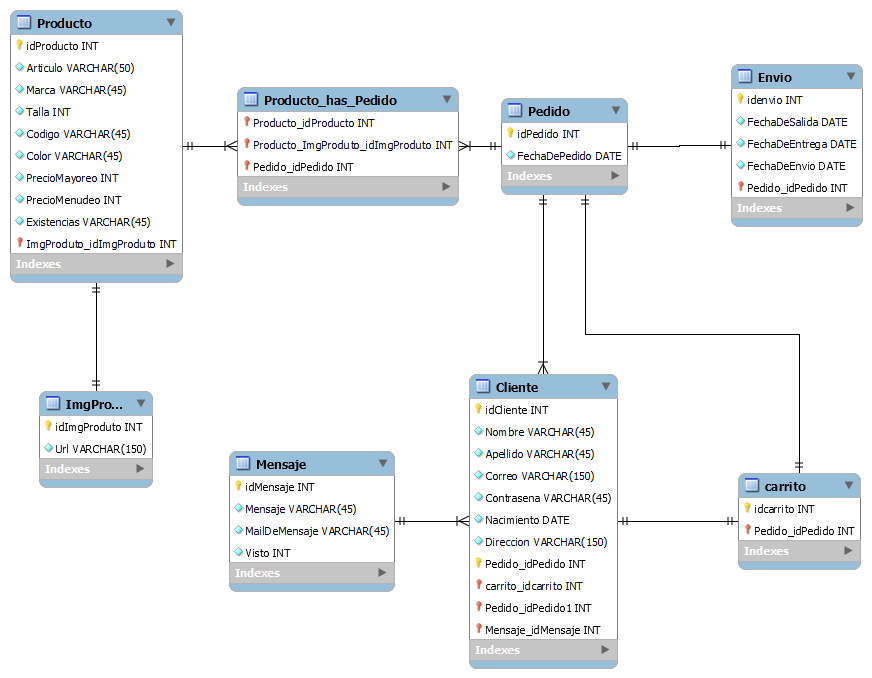 Producto
idProducto INT
Articulo VARCHAR(50)
Marca VARCHAR(45)
Talla INT
Codigo VARCHAR(45)
Color VARCHAR(45)
PrecioMayoreo INT
PrecioMenudeo INT
Existencias VARCHAR(45)
ImgProduto_idImgProduto INT
Indexes
Producto_has_Pedido
Producto_idProducto INT
Producto_ImgProduto_idImgProduto INT
Pedido_idPedido INT
Indexes
Pedido
idPedido INT
FechaDePedido DATE
Indexes
Envio
idenvio INT
FechaDeSalida DATE
FechaDeEntrega DATE
FechaDeEnvio DATE
Pedido_idPedido INT
Indexes
ImgPro...
idImgProduto INT
Url VARCHAR(150)
Indexes
Mensaje
idMensaje INT
Mensaje VARCHAR(45)
MailDeMensaje VARCHAR(45)
Visto INT
Indexes
Cliente
idCliente INT
Nombre VARCHAR(45)
Apellido VARCHAR(45)
Correo VARCHAR(150)
Contrasena VARCHAR(45)
Nacimiento DATE
Direccion VARCHAR(150)
Pedido_idPedido INT
carrito_idcarrito INT
Pedido_idPedido1 INT
Mensaje_idMensaje INT
Indexes
carrito
idcarrito INT
Pedido_idPedido INT
Indexes